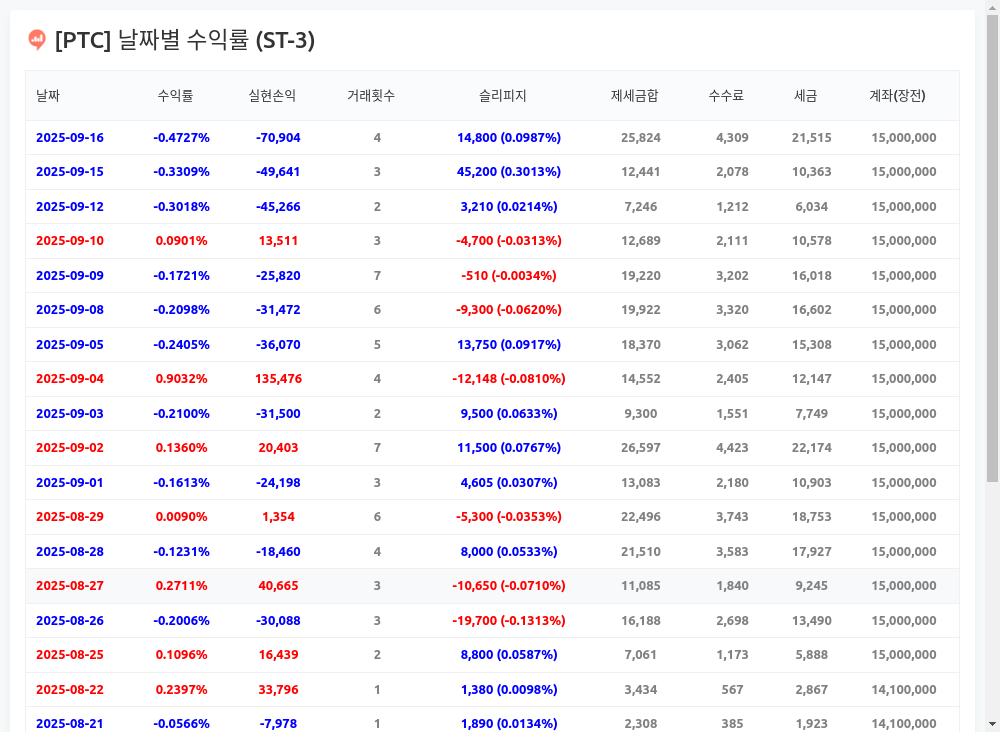 [PTC] 날짜별 수익률 (ST-3)
날짜 수익률 실현손익 거래횟수 슬리피지 제세금합 수수료 세금 계좌(장전)
2025-09-16 -0.4727% -70,904 4 14,800 (0.0987%) 25,824 4,309 21,515 15,000,000
2025-09-15 -0.3309% -49,641 3 45,200 (0.3013%) 12,441 2,078 10,363 15,000,000
2025-09-12 -0.3018% -45,266 2 3,210 (0.0214%) 7,246 1,212 6,034 15,000,000
2025-09-10 0.0901% 13,511 3 -4,700 (-0.0313%) 12,689 2,111 10,578 15,000,000
2025-09-09 -0.1721% -25,820 7 -510 (-0.0034%) 19,220 3,202 16,018 15,000,000
2025-09-08 -0.2098% -31,472 6 -9,300 (-0.0620%) 19,922 3,320 16,602 15,000,000
2025-09-05 -0.2405% -36,070 5 13,750 (0.0917%) 18,370 3,062 15,308 15,000,000
2025-09-04 0.9032% 135,476 4 -12,148 (-0.0810%) 14,552 2,405 12,147 15,000,000
2025-09-03 -0.2100% -31,500 2 9,500 (0.0633%) 9,300 1,551 7,749 15,000,000
2025-09-02 0.1360% 20,403 7 11,500 (0.0767%) 26,597 4,423 22,174 15,000,000
2025-09-01 -0.1613% -24,198 3 4,605 (0.0307%) 13,083 2,180 10,903 15,000,000
2025-08-29 0.0090% 1,354 6 -5,300 (-0.0353%) 22,496 3,743 18,753 15,000,000
2025-08-28 -0.1231% -18,460 4 8,000 (0.0533%) 21,510 3,583 17,927 15,000,000
2025-08-27 0.2711% 40,665 3 -10,650 (-0.0710%) 11,085 1,840 9,245 15,000,000
2025-08-26 -0.2006% -30,088 3 -19,700 (-0.1313%) 16,188 2,698 13,490 15,000,000
2025-08-25 0.1096% 16,439 2 8,800 (0.0587%) 7,061 1,173 5,888 15,000,000
2025-08-22 0.2397% 33,796 1 1,380 (0.0098%) 3,434 567 2,867 14,100,000
2025-08-21 -0.0566% -7,978 1 1,890 (0.0134%) 2,308 385 1,923 14,100,000